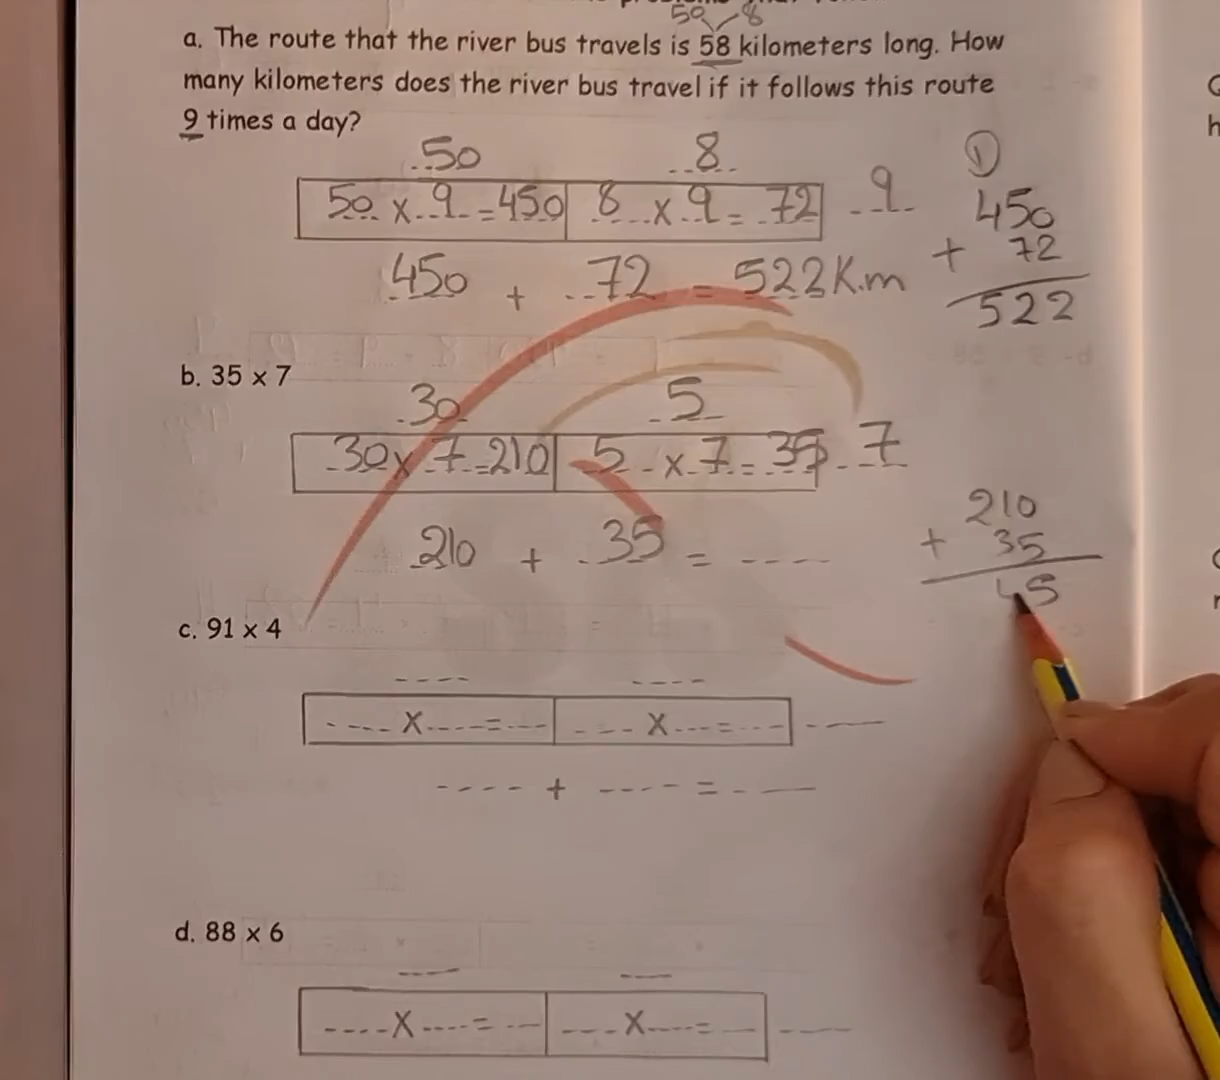 50 8
a. The route that the river bus travels is 58 kilometers long. How
many kilometers does the river bus travel if it follows this route
9 times a day?
50 8
50 x 9 = 450 8 x 9 = 72 9
450 + 72 = 522 K.m
1
450
+ 72
522
b. 35 x 7
30 5
30 x 7 = 210 5 x 7 = 35 7
210 + 35 = ----
210
+ 35
45
c. 91 x 4
---- ----
---- x ---- = ---- ---- x ---- = ---- ----
---- + ---- = ----
d. 88 x 6
---- ----
---- x ---- = ---- ---- x ---- = ---- ----